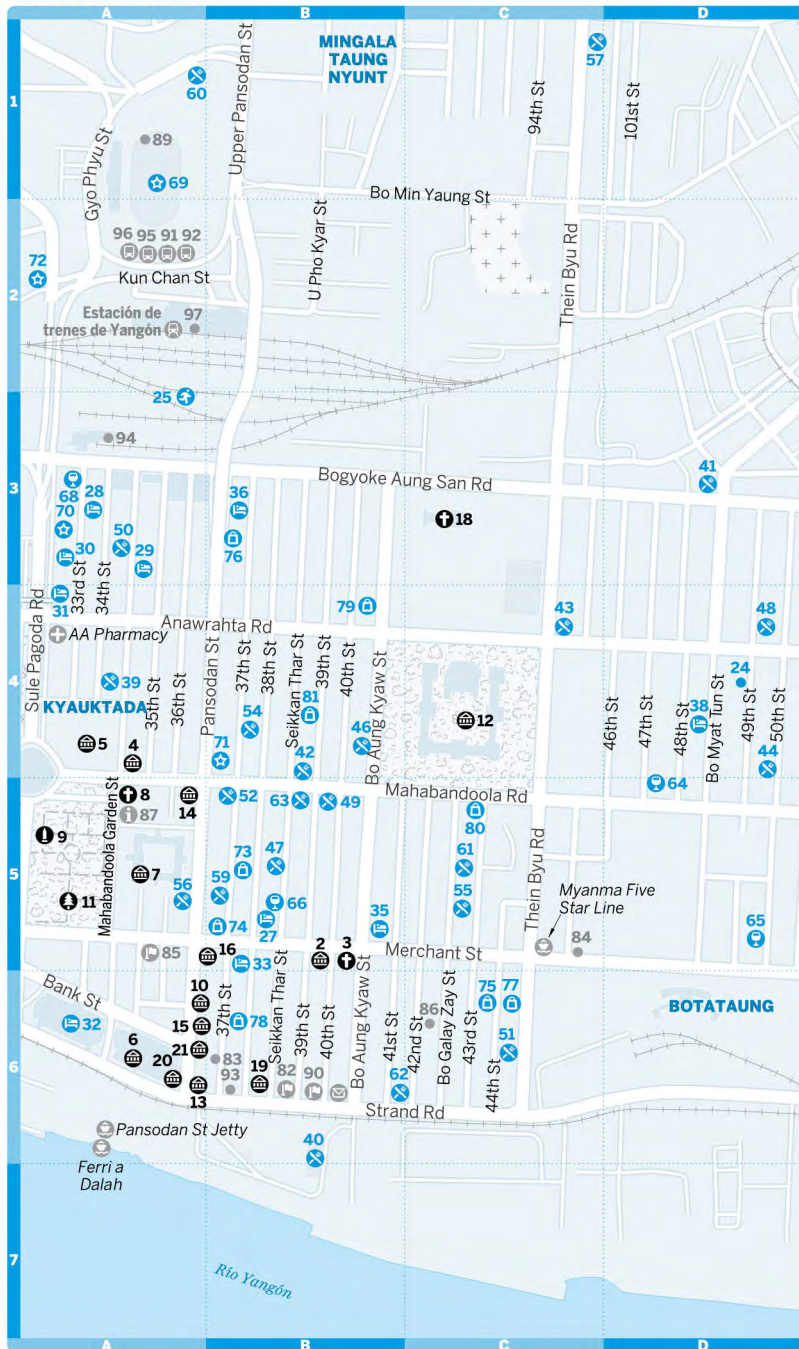 A
B
C
D
MINGALA
TAUNG
NYUNT
57
1
60
Upper Pansodan St
94th St
101st St
89
Gyo Phyu St
69
Bo Min Yaung St
96 95 91 92
U Pho Kyar St
Thein Byu Rd
72
Kun Chan St
2
Estación de
trenes de Yangón
97
25
94
3
Bogyoke Aung San Rd
41
68
28
36
70
50
18
30
29
76
33rd St
34th St
31
79
43
48
Sule Pagoda Rd
Anawrahta Rd
AA Pharmacy
4
39
35th St
36th St
Pansodan St
37th St
38th St
Seikkan Thar St
39th St
40th St
Bo Aung Kyaw St
81
12
46th St
47th St
48th St
38
Bo Myat Tun St
24
49th St
50th St
KYAUKTADA
54
46
5
4
71
42
44
64
Mahabandoola Rd
8
14
52
63
49
80
87
9
Mahabandoola Garden St
5
7
73
47
61
Thein Byu Rd
56
59
66
55
Myanma Five
Star Line
11
74
27
35
65
85
16
33
2
3
Merchant St
84
Bank St
10
37th St
Seikkan Thar St
39th St
40th St
Bo Aung Kyaw St
41st St
42nd St
86
Bo Galay Zay St
43rd St
75
77
44th St
BOTATAUNG
32
15
78
6
21
51
6
20
83
93
19
82
90
62
13
Strand Rd
Pansodan St Jetty
40
Ferri a
Dalah
7
Río Yangón
A
B
C
D